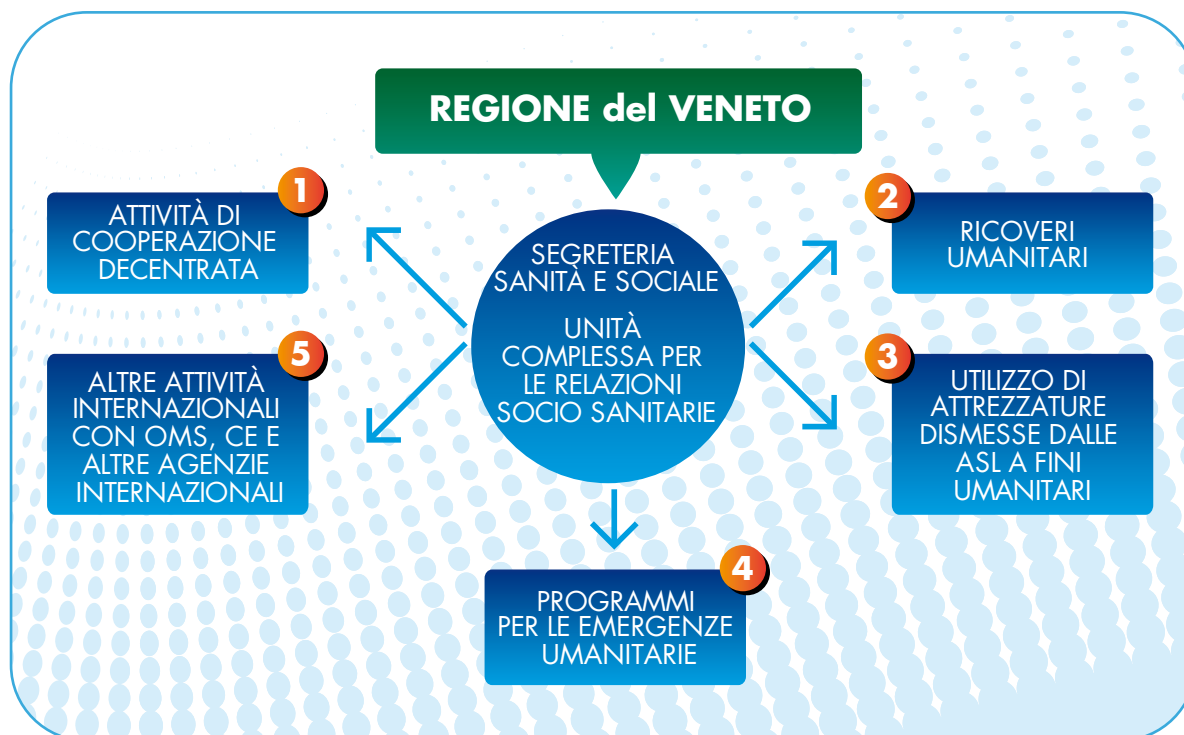 REGIONE del VENETO
SEGRETERIA
SANITÀ E SOCIALE
UNITÀ
COMPLESSA PER
LE RELAZIONI
SOCIO SANITARIE
1
ATTIVITÀ DI
COOPERAZIONE
DECENTRATA
2
RICOVERI
UMANITARI
3
UTILIZZO DI
ATTREZZATURE
DISMESSE DALLE
ASL A FINI
UMANITARI
4
PROGRAMMI
PER LE EMERGENZE
UMANITARIE
5
ALTRE ATTIVITÀ
INTERNAZIONALI
CON OMS, CE E
ALTRE AGENZIE
INTERNAZIONALI